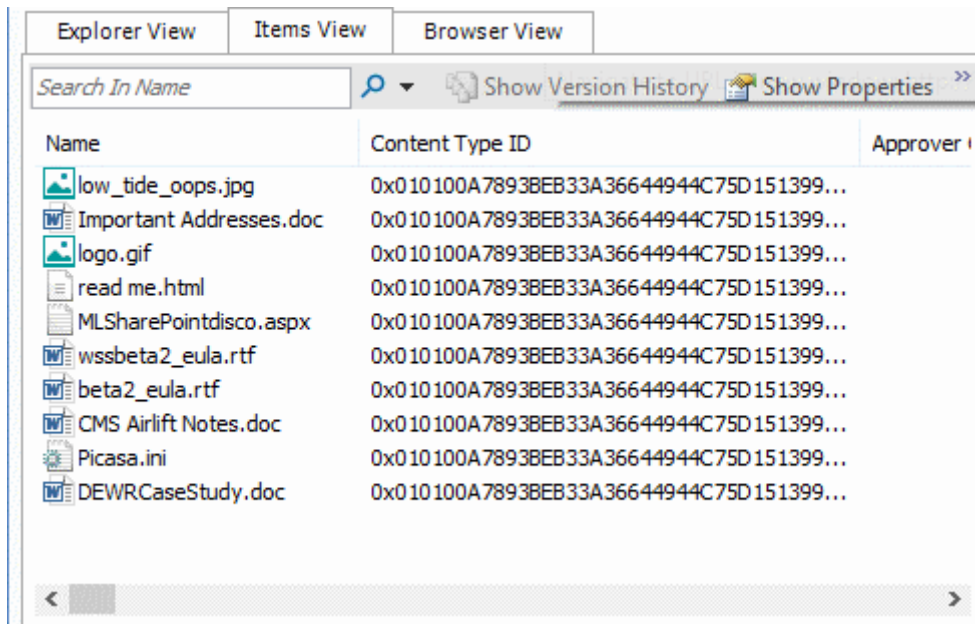 Explorer View Items View Browser View
Search In Name Show Version History Show Properties »
Name Content Type ID Approver
low_tide_oops.jpg 0x010100A7893BEB33A36644944C75D151399...
Important Addresses.doc 0x010100A7893BEB33A36644944C75D151399...
logo.gif 0x010100A7893BEB33A36644944C75D151399...
read me.html 0x010100A7893BEB33A36644944C75D151399...
MLSharePointdisco.aspx 0x010100A7893BEB33A36644944C75D151399...
wssbeta2_eula.rtf 0x010100A7893BEB33A36644944C75D151399...
beta2_eula.rtf 0x010100A7893BEB33A36644944C75D151399...
CMS Airlift Notes.doc 0x010100A7893BEB33A36644944C75D151399...
Picasa.ini 0x010100A7893BEB33A36644944C75D151399...
DEWRCaseStudy.doc 0x010100A7893BEB33A36644944C75D151399...